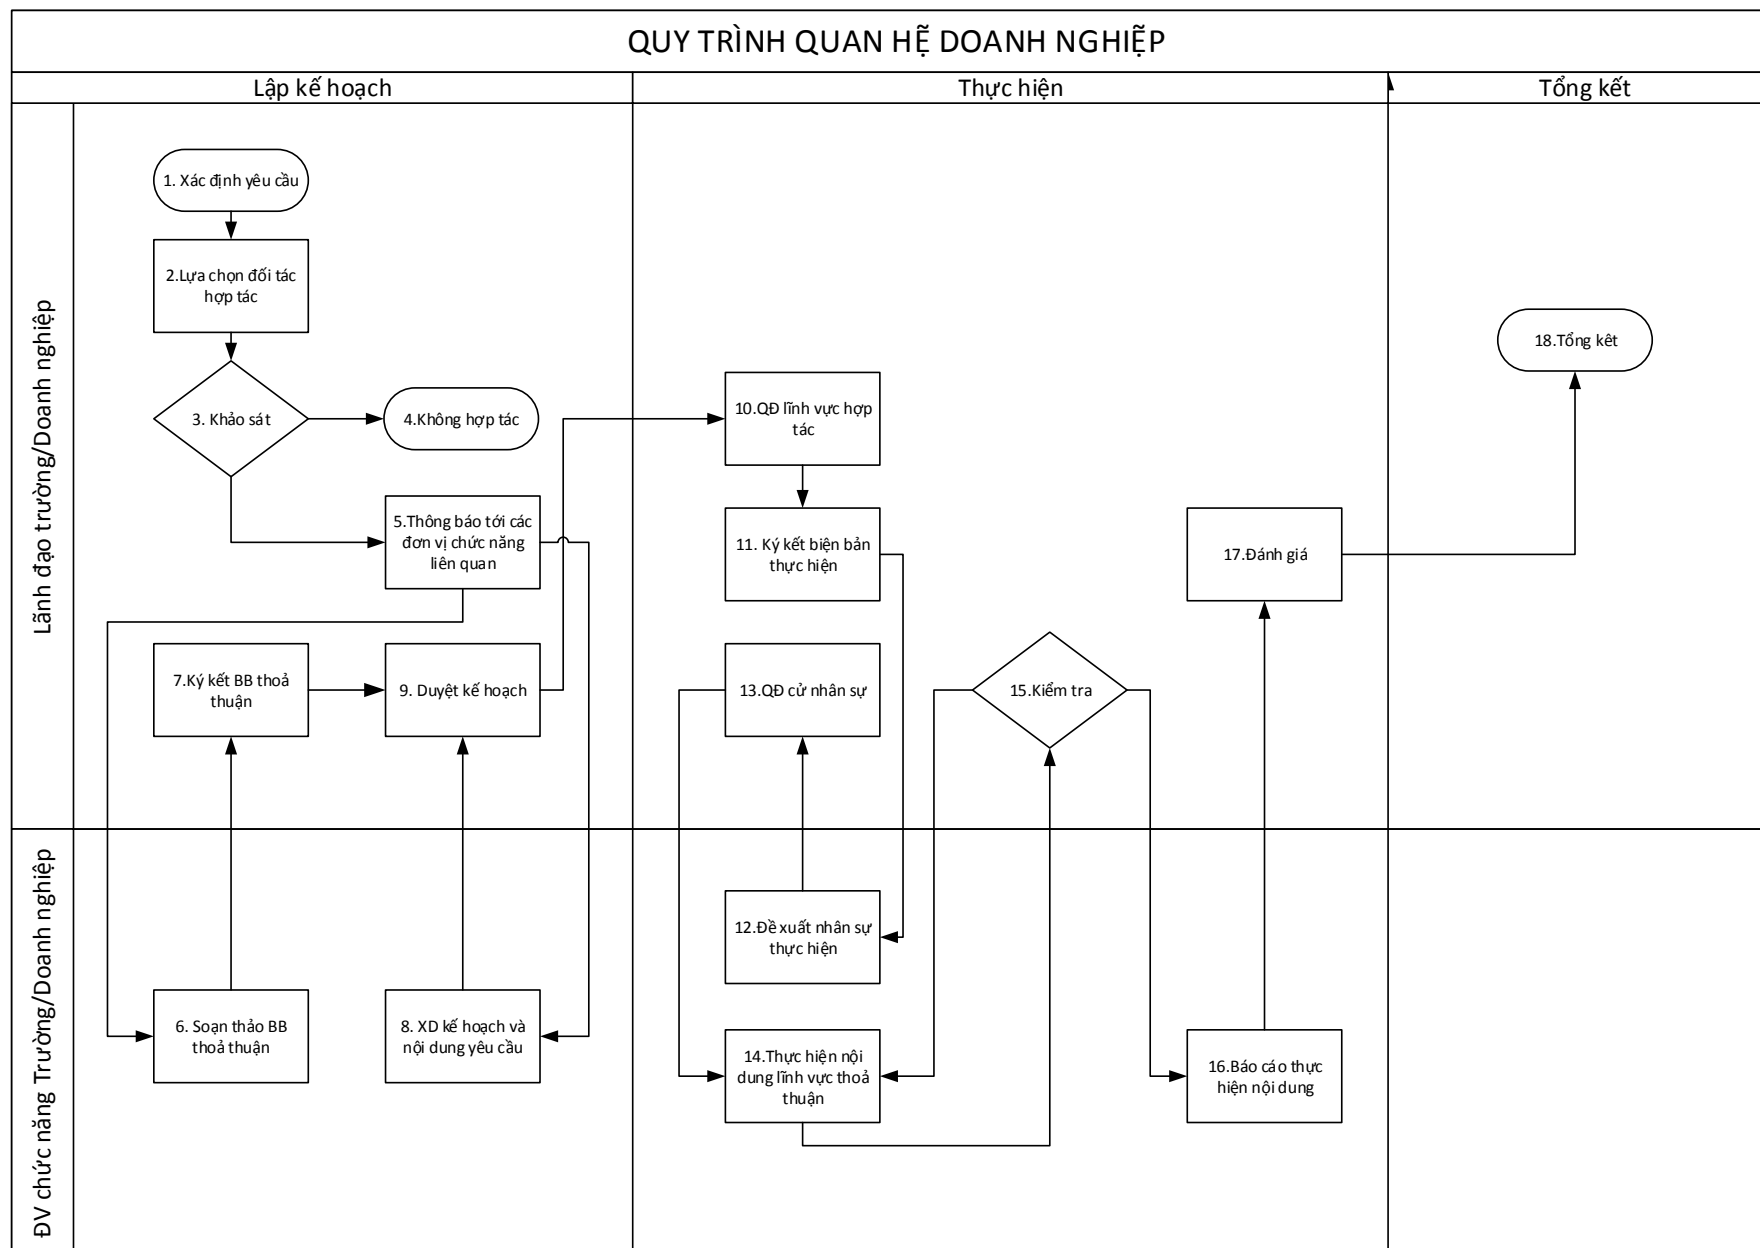 QUY TRÌNH QUAN HỆ DOANH NGHIỆP
Lập kế hoạch
Thực hiện
Tổng kết
Lãnh đạo trường/Doanh nghiệp
1. Xác định yêu cầu
2.Lựa chọn đối tác
hợp tác
3. Khảo sát
4.Không hợp tác
5.Thông báo tới các
đơn vị chức năng
liên quan
7.Ký kết BB thoả
thuận
9. Duyệt kế hoạch
10.QĐ lĩnh vực hợp
tác
11. Ký kết biện bản
thực hiện
13.QĐ cử nhân sự
15.Kiểm tra
17.Đánh giá
18.Tổng kêt
ĐV chức năng Trường/Doanh nghiệp
6. Soạn thảo BB
thoả thuận
8. XD kế hoạch và
nội dung yêu cầu
12.Đề xuất nhân sự
thực hiện
14.Thực hiện nội
dung lĩnh vực thoả
thuận
16.Báo cáo thực
hiện nội dung